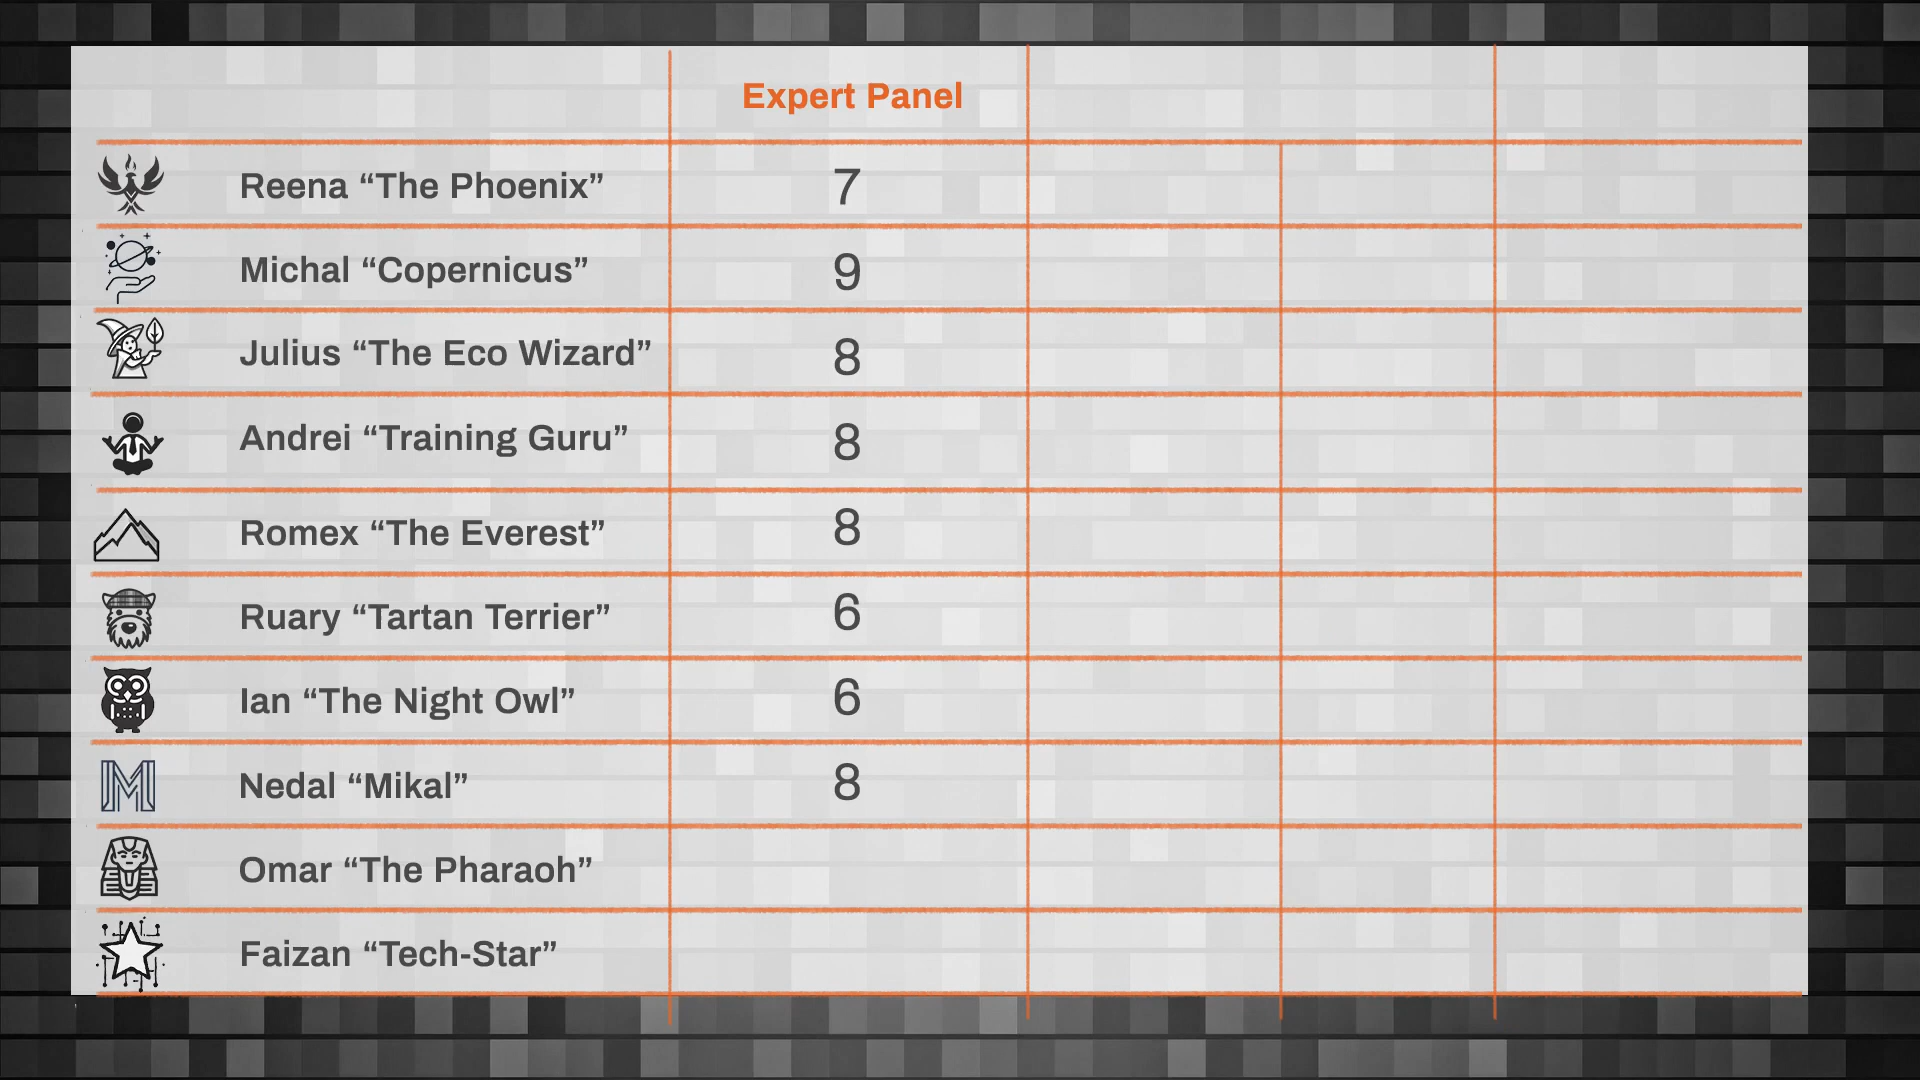 Expert Panel
Reena “The Phoenix” 7
Michal “Copernicus” 9
Julius “The Eco Wizard” 8
Andrei “Training Guru” 8
Romex “The Everest” 8
Ruary “Tartan Terrier” 6
Ian “The Night Owl” 6
Nedal “Mikal” 8
Omar “The Pharaoh”
Faizan “Tech-Star”